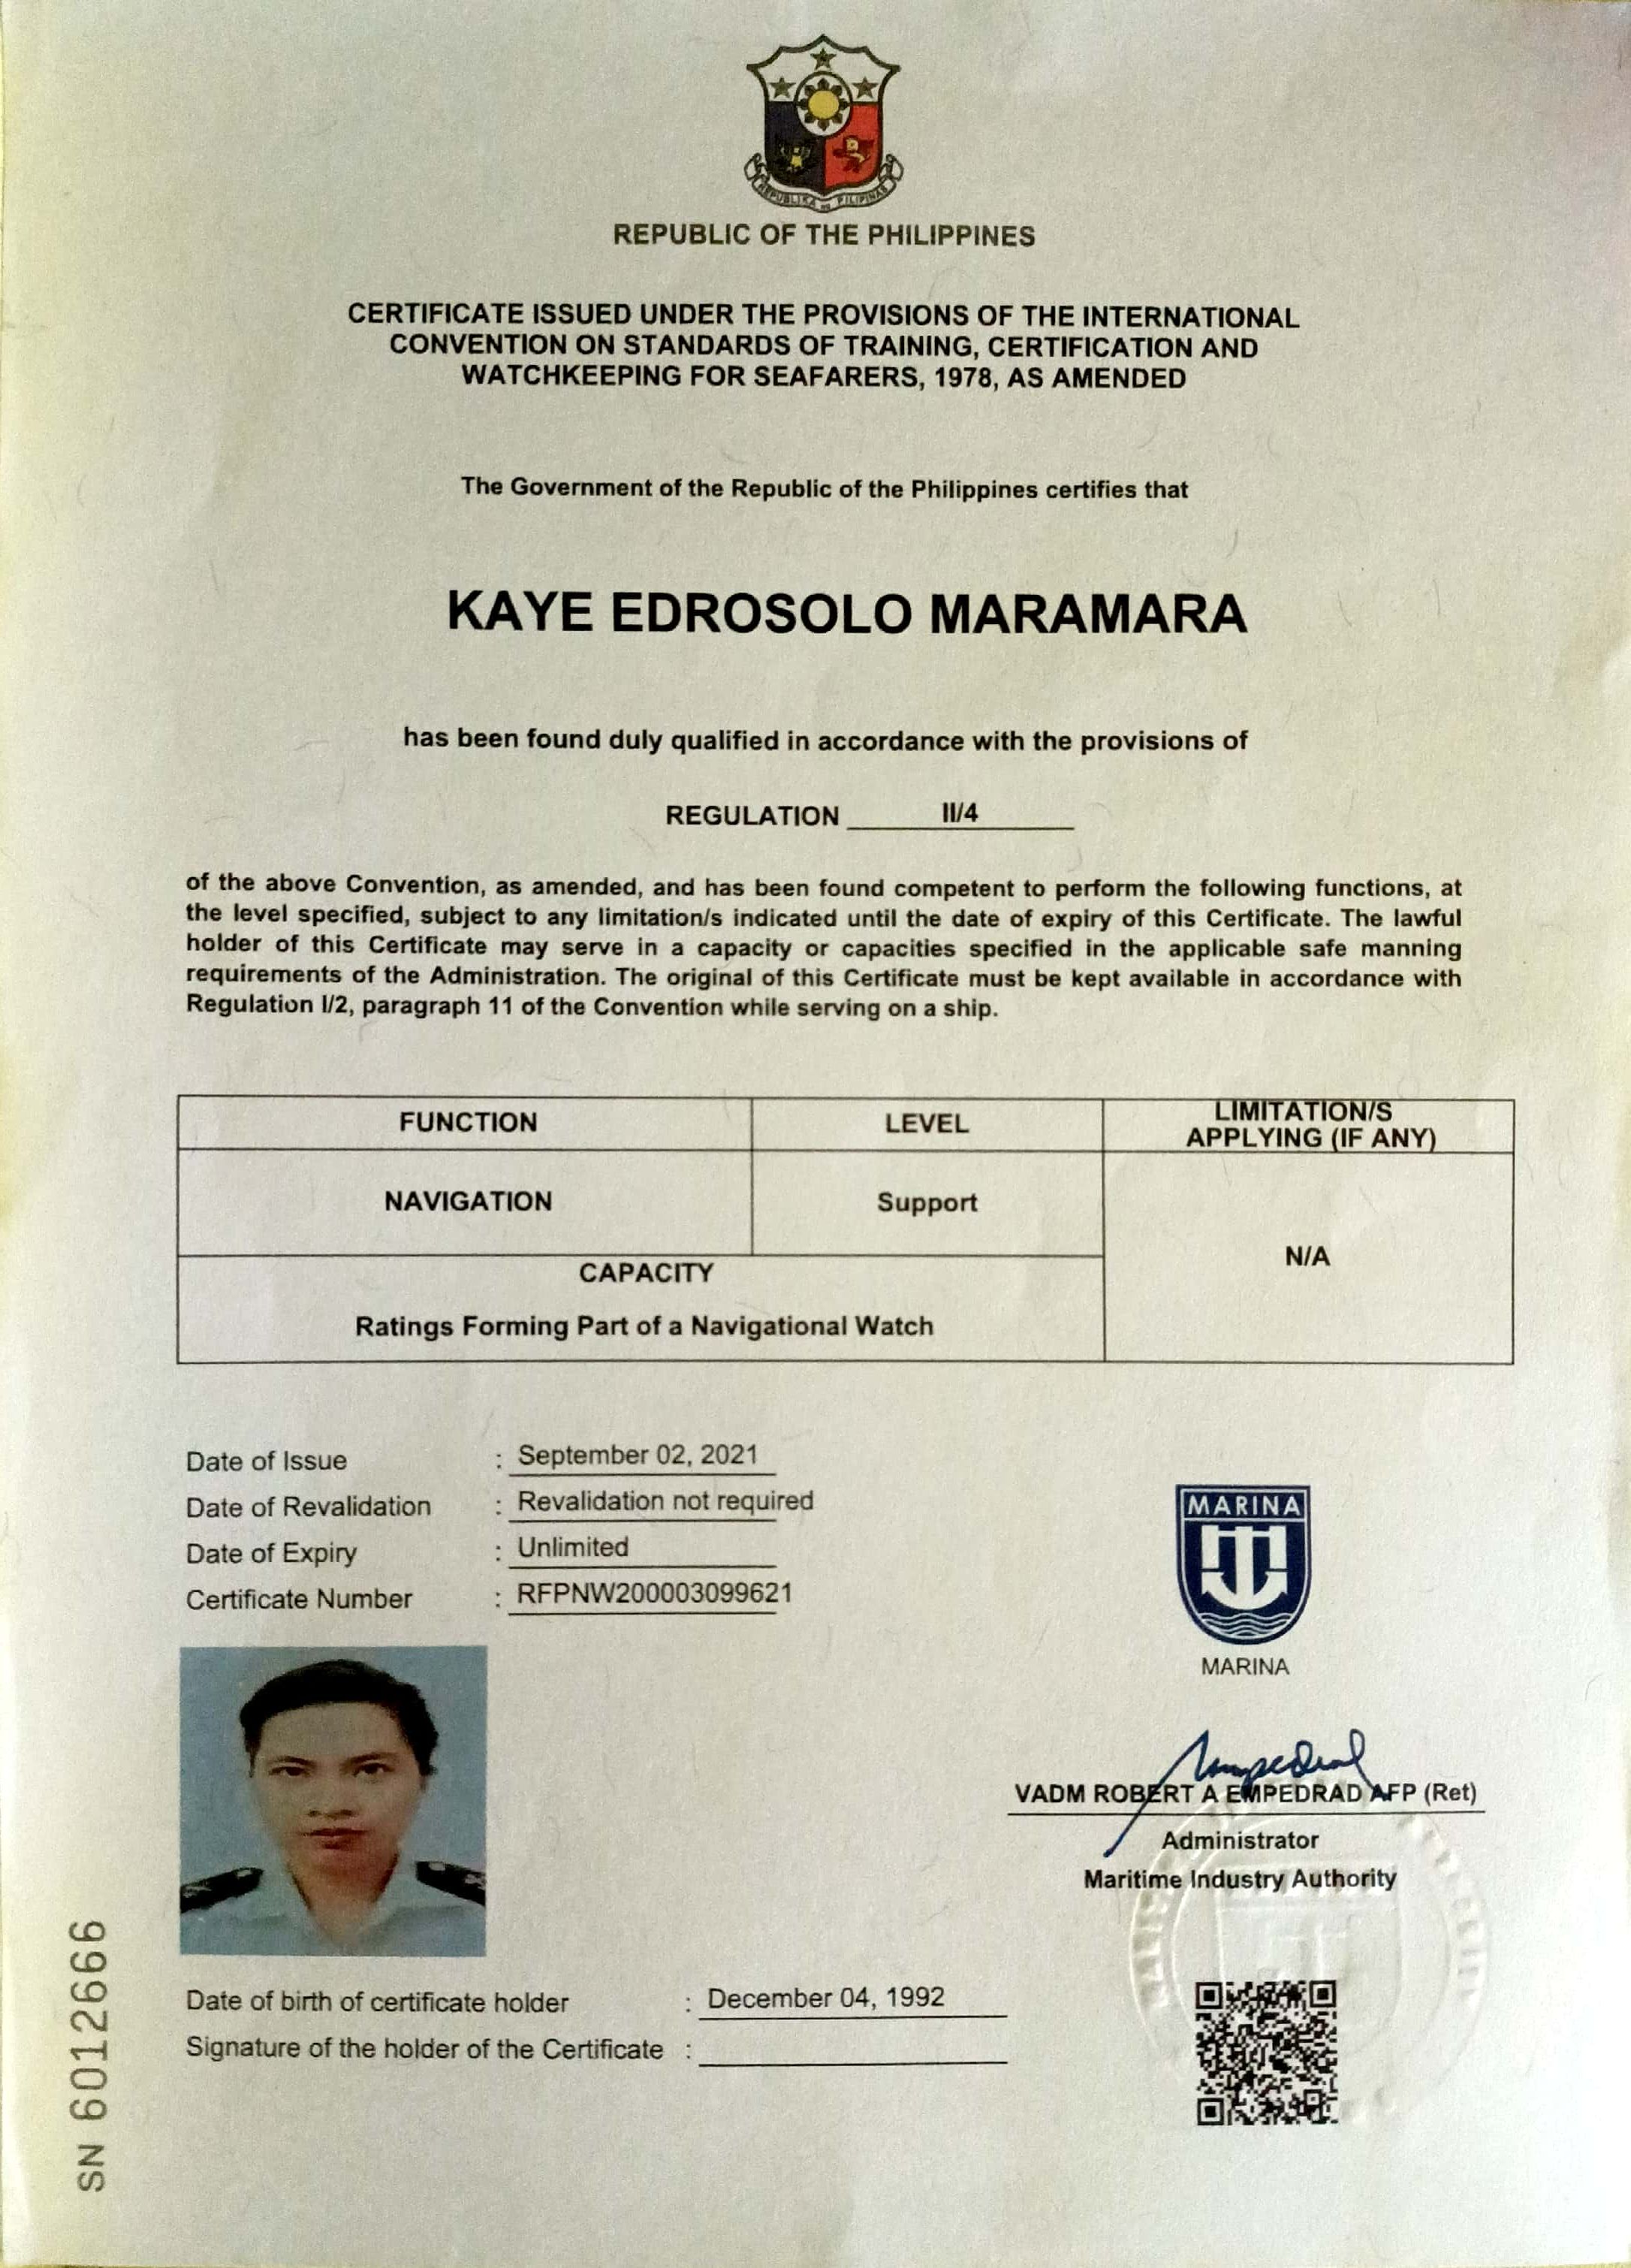 REPUBLIKA NG PILIPINAS
REPUBLIC OF THE PHILIPPINES
CERTIFICATE ISSUED UNDER THE PROVISIONS OF THE INTERNATIONAL
CONVENTION ON STANDARDS OF TRAINING, CERTIFICATION AND
WATCHKEEPING FOR SEAFARERS, 1978, AS AMENDED
The Government of the Republic of the Philippines certifies that
KAYE EDROSOLO MARAMARA
has been found duly qualified in accordance with the provisions of
REGULATION II/4
of the above Convention, as amended, and has been found competent to perform the following functions, at
the level specified, subject to any limitation/s indicated until the date of expiry of this Certificate. The lawful
holder of this Certificate may serve in a capacity or capacities specified in the applicable safe manning
requirements of the Administration. The original of this Certificate must be kept available in accordance with
Regulation I/2, paragraph 11 of the Convention while serving on a ship.
FUNCTION LEVEL LIMITATION/S
APPLYING (IF ANY)
NAVIGATION Support
N/A
CAPACITY
Ratings Forming Part of a Navigational Watch
Date of Issue : September 02, 2021
Date of Revalidation : Revalidation not required
Date of Expiry : Unlimited
Certificate Number : RFPNW200003099621
MARINA
MARINA
VADM ROBERT A EMPEDRAD AFP (Ret)
Administrator
Maritime Industry Authority
Date of birth of certificate holder : December 04, 1992
Signature of the holder of the Certificate :
SN 6012666